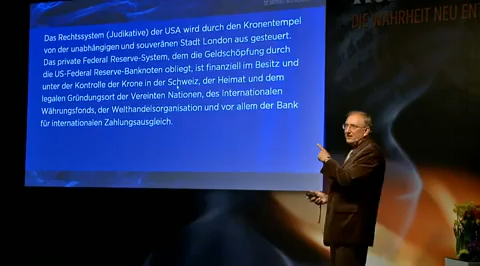 DIE WAHRHEIT NEU EN
Das Rechtssystem (Judikative) der USA wird durch den Kronentempel
von der unabhängigen und souveränen Stadt London aus gesteuert.
Das private Federal Reserve-System, dem die Geldschöpfung durch
die US-Federal Reserve-Banknoten obliegt, ist finanziell im Besitz und
unter der Kontrolle der Krone in der Schweiz, der Heimat und dem
legalen Gründungsort der Vereinten Nationen, des Internationalen
Währungsfonds, der Welthandelsorganisation und vor allem der Bank
für internationalen Zahlungsausgleich.